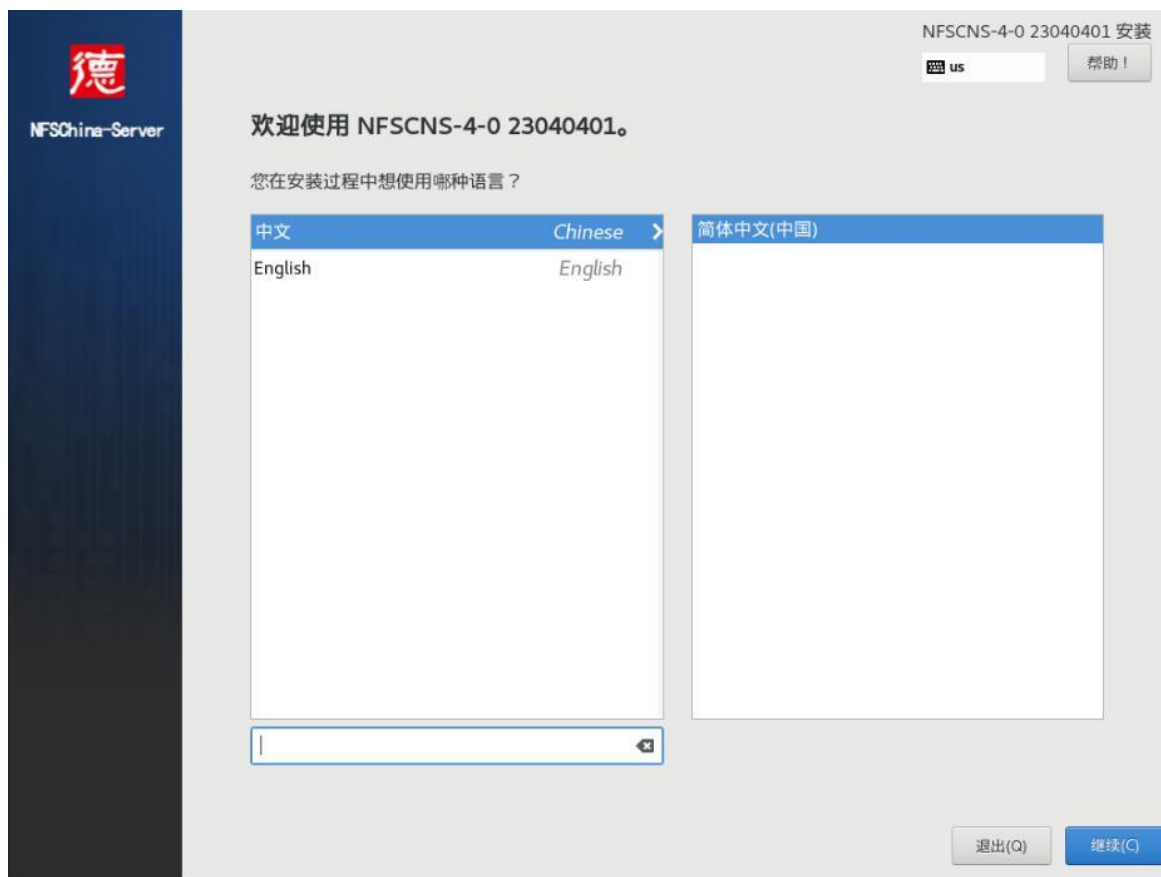 德
NFSChina-Server
NFSCNS-4-0 23040401 安装
us
帮助！
欢迎使用 NFSCNS-4-0 23040401。
您在安装过程中想使用哪种语言？
中文 Chinese
English English
简体中文(中国)
退出(Q)
继续(C)